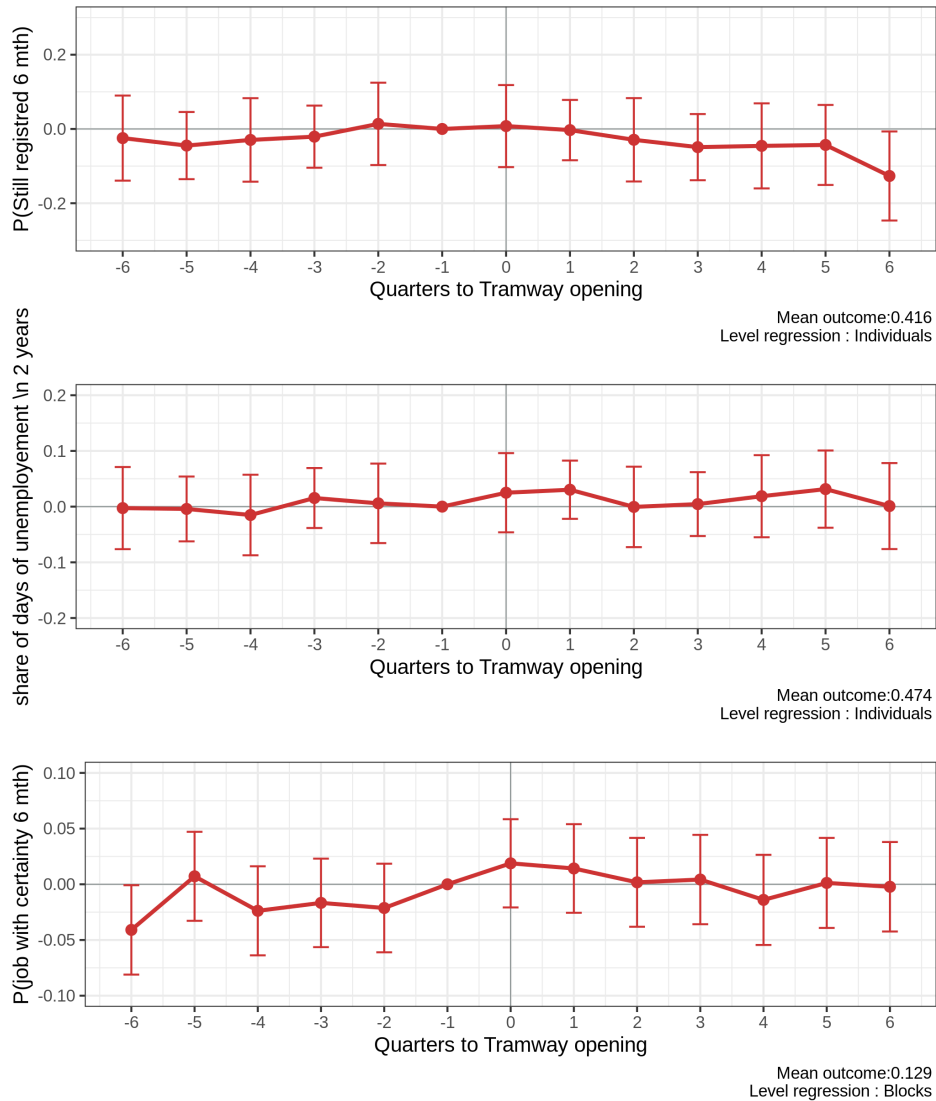 P(Still registred 6 mth)
0.2
0.0
-0.2
-6 -5 -4 -3 -2 -1 0 1 2 3 4 5 6
Quarters to Tramway opening
Mean outcome:0.416
Level regression : Individuals
share of days of unemployement \n 2 years
0.2
0.1
0.0
-0.1
-0.2
-6 -5 -4 -3 -2 -1 0 1 2 3 4 5 6
Quarters to Tramway opening
Mean outcome:0.474
Level regression : Individuals
P(job with certainty 6 mth)
0.10
0.05
0.00
-0.05
-0.10
-6 -5 -4 -3 -2 -1 0 1 2 3 4 5 6
Quarters to Tramway opening
Mean outcome:0.129
Level regression : Blocks